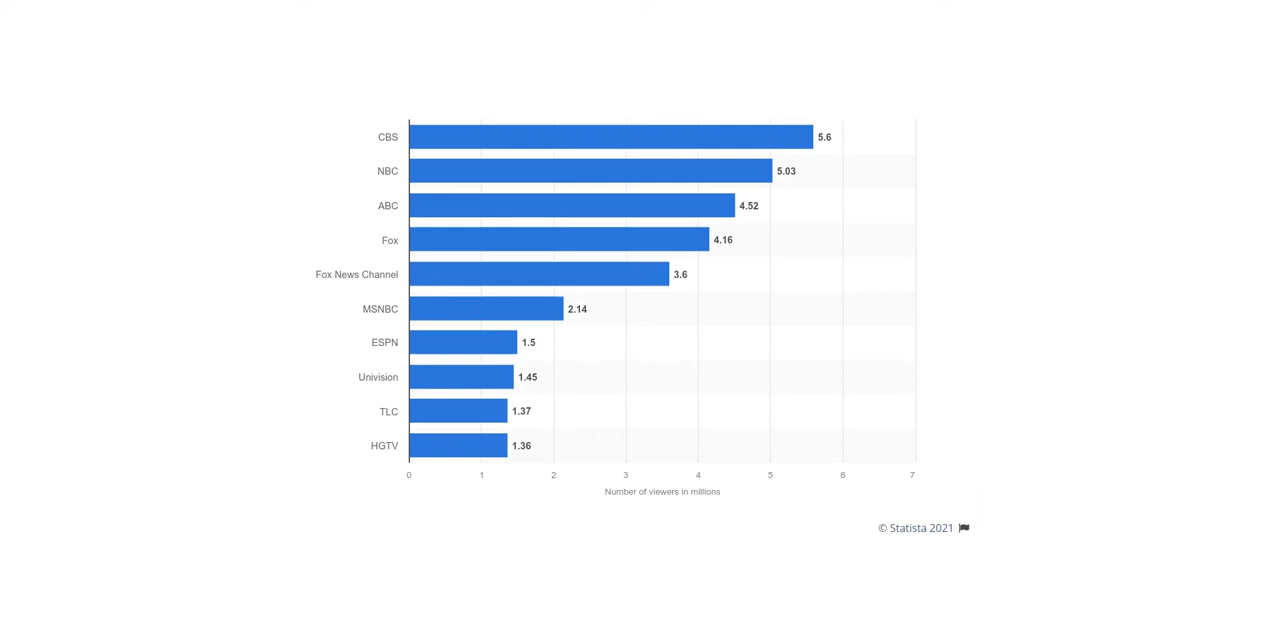 CBS 5.6
NBC 5.03
ABC 4.52
Fox 4.16
Fox News Channel 3.6
MSNBC 2.14
ESPN 1.5
Univision 1.45
TLC 1.37
HGTV 1.36
0 1 2 3 4 5 6 7
Number of viewers in millions
© Statista 2021